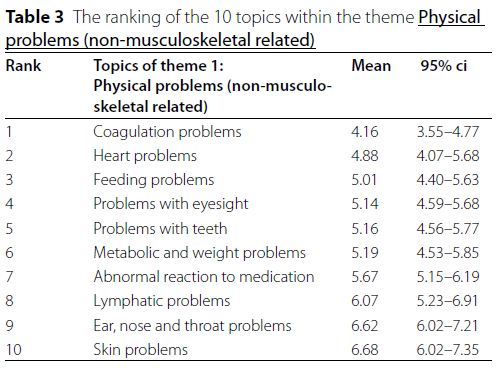 Table 3 The ranking of the 10 topics within the theme Physical
problems (non-musculoskeletal related)
Rank Topics of theme 1: Mean 95% ci
Physical problems (non-musculo-
skeletal related)
1 Coagulation problems 4.16 3.55–4.77
2 Heart problems 4.88 4.07–5.68
3 Feeding problems 5.01 4.40–5.63
4 Problems with eyesight 5.14 4.59–5.68
5 Problems with teeth 5.16 4.56–5.77
6 Metabolic and weight problems 5.19 4.53–5.85
7 Abnormal reaction to medication 5.67 5.15–6.19
8 Lymphatic problems 6.07 5.23–6.91
9 Ear, nose and throat problems 6.62 6.02–7.21
10 Skin problems 6.68 6.02–7.35